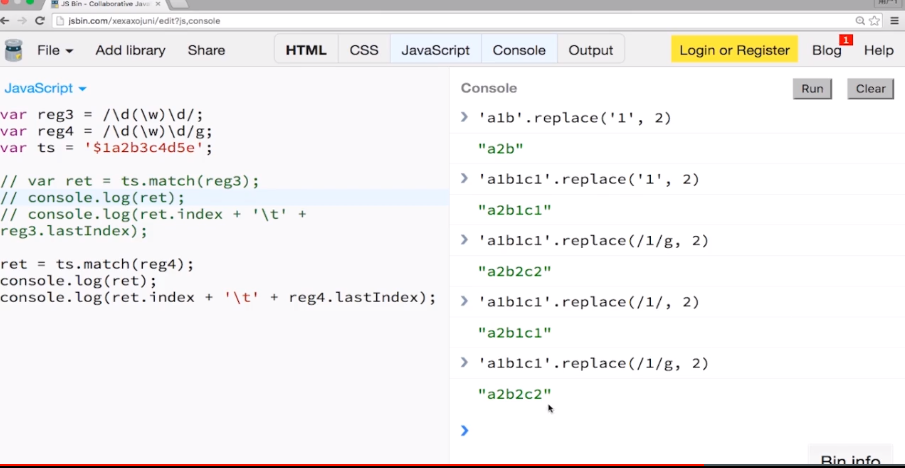 JS Bin - Collaborative Java
jsbin.com/xexaxojuni/edit?js,console
File Add library Share HTML CSS JavaScript Console Output Login or Register Blog 1 Help
JavaScript
var reg3 = /\d(\w)\d/;
var reg4 = /\d(\w)\d/g;
var ts = '$1a2b3c4d5e';
// var ret = ts.match(reg3);
// console.log(ret);
// console.log(ret.index + '\t' +
reg3.lastIndex);
ret = ts.match(reg4);
console.log(ret);
console.log(ret.index + '\t' + reg4.lastIndex);
Console Run Clear
'a1b'.replace('1', 2)
"a2b"
'a1b1c1'.replace('1', 2)
"a2b1c1"
'a1b1c1'.replace(/1/g, 2)
"a2b2c2"
'a1b1c1'.replace(/1/, 2)
"a2b1c1"
'a1b1c1'.replace(/1/g, 2)
"a2b2c2"
Bin info